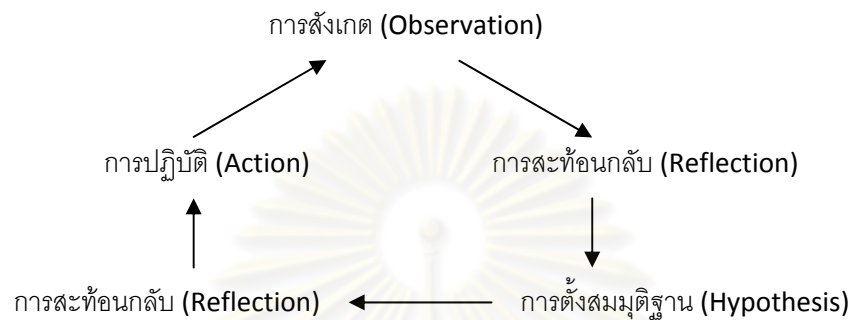 การสังเกต (Observation)
การปฏิบัติ (Action) การสะท้อนกลับ (Reflection)
การสะท้อนกลับ (Reflection) การตั้งสมมุติฐาน (Hypothesis)